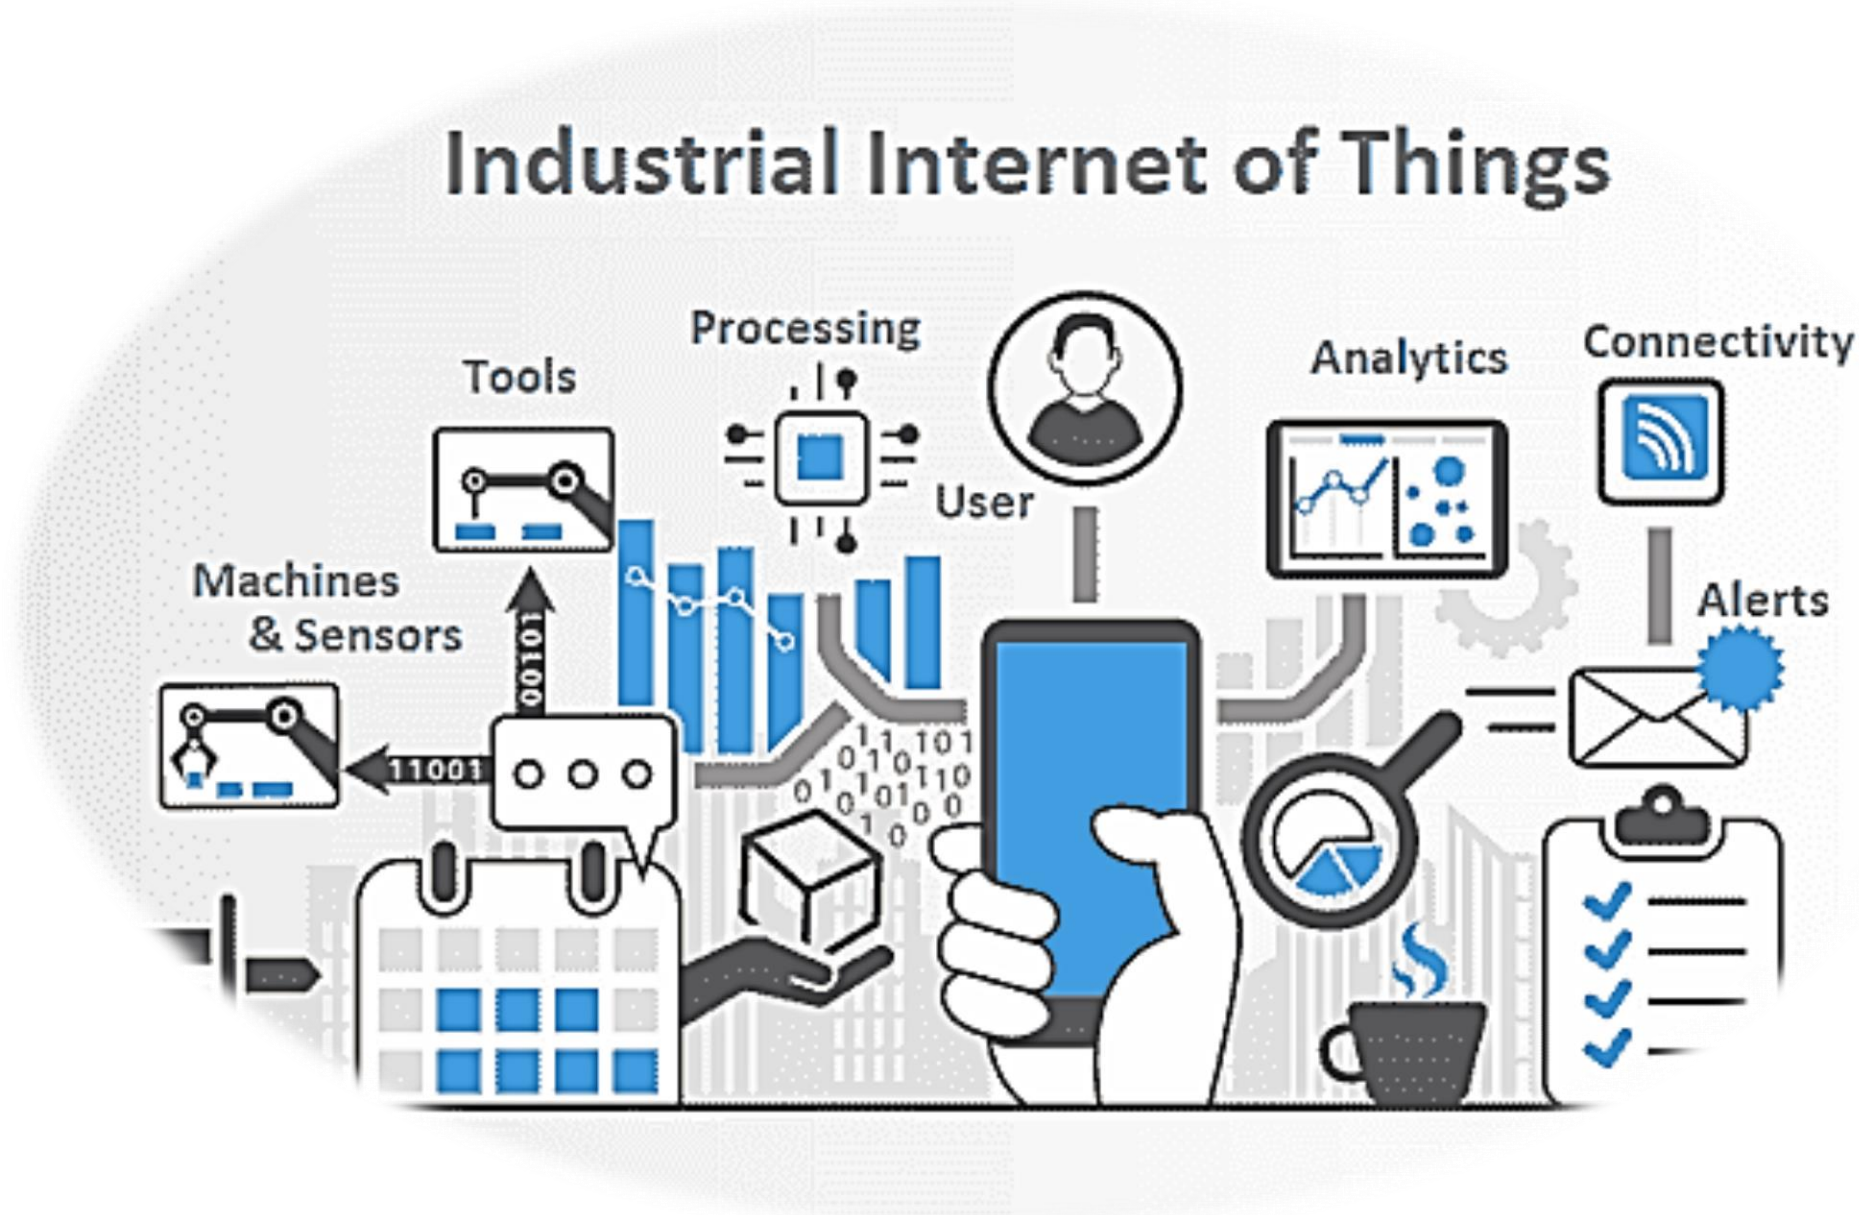 Industrial Internet of Things
Processing
Connectivity
Analytics
Tools
User
Machines
& Sensors
Alerts
00101
11001